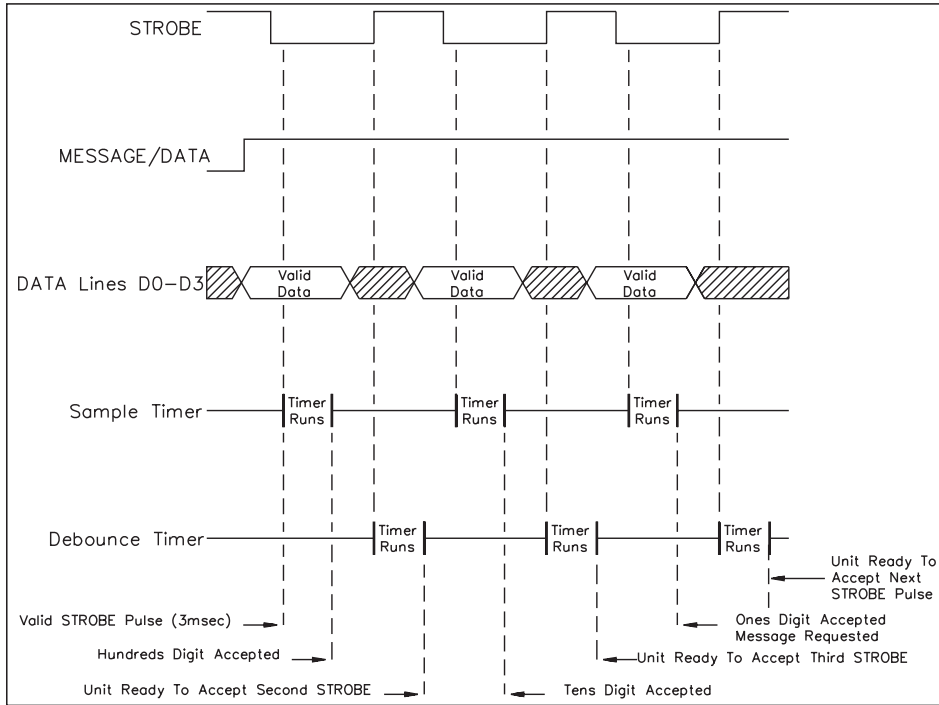 STROBE
MESSAGE/DATA
DATA Lines D0-D3
Valid
Data
Valid
Data
Valid
Data
Sample Timer
Timer
Runs
Timer
Runs
Timer
Runs
Debounce Timer
Timer
Runs
Timer
Runs
Timer
Runs
Unit Ready To
Accept Next
STROBE Pulse
Valid STROBE Pulse (3msec)
Ones Digit Accepted
Message Requested
Hundreds Digit Accepted
Unit Ready To Accept Third STROBE
Unit Ready To Accept Second STROBE
Tens Digit Accepted